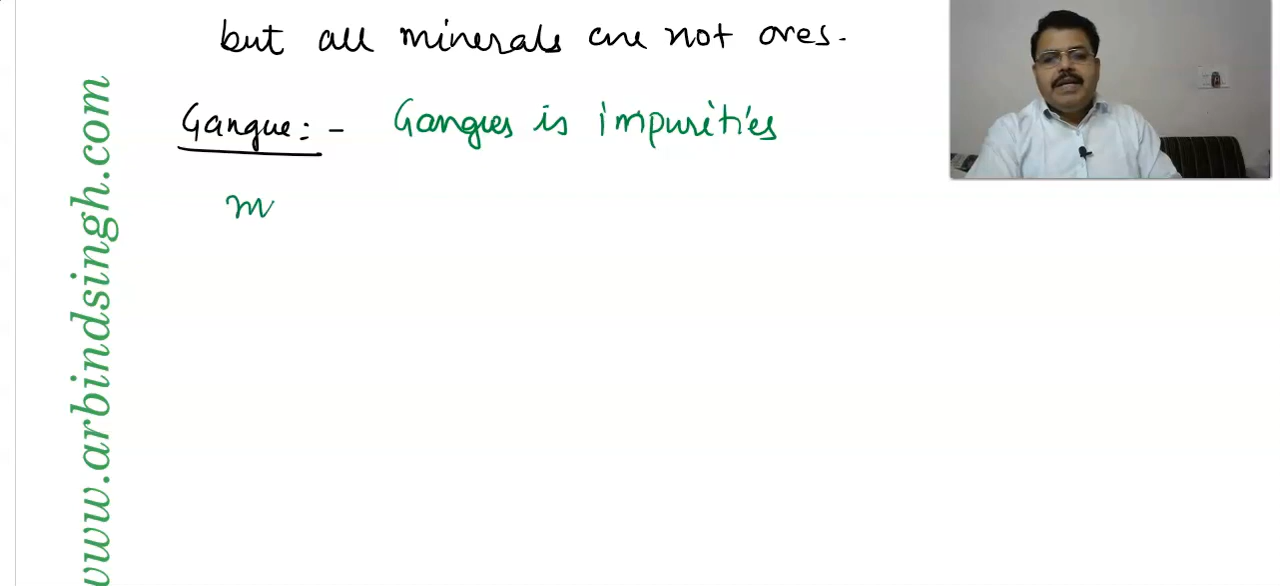 but all minerals are not ores.
Gangue:- Gangues is impurities
m
www.arbindsingh.com